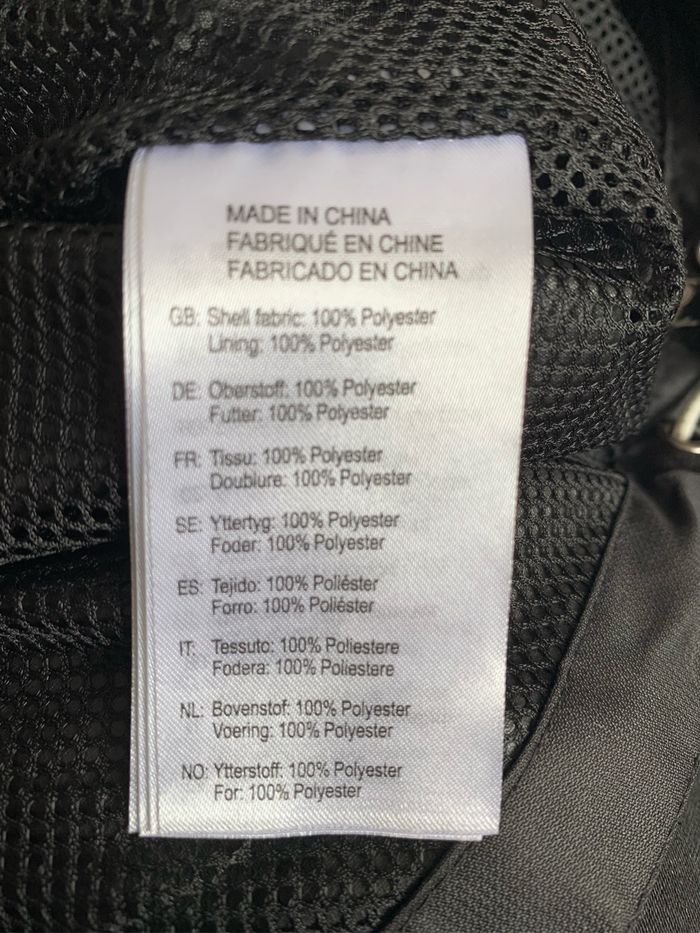 MADE IN CHINA
FABRIQUÉ EN CHINE
FABRICADO EN CHINA
GB: Shell fabric: 100% Polyester
Lining: 100% Polyester
DE: Oberstoff: 100% Polyester
Futter: 100% Polyester
FR: Tissu: 100% Polyester
Doublure: 100% Polyester
SE: Yttertyg: 100% Polyester
Foder: 100% Polyester
ES: Tejido: 100% Poliéster
Forro: 100% Poliéster
IT: Tessuto: 100% Poliestere
Fodera: 100% Poliestere
NL: Bovenstof: 100% Polyester
Voering: 100% Polyester
NO: Ytterstoff: 100% Polyester
For: 100% Polyester